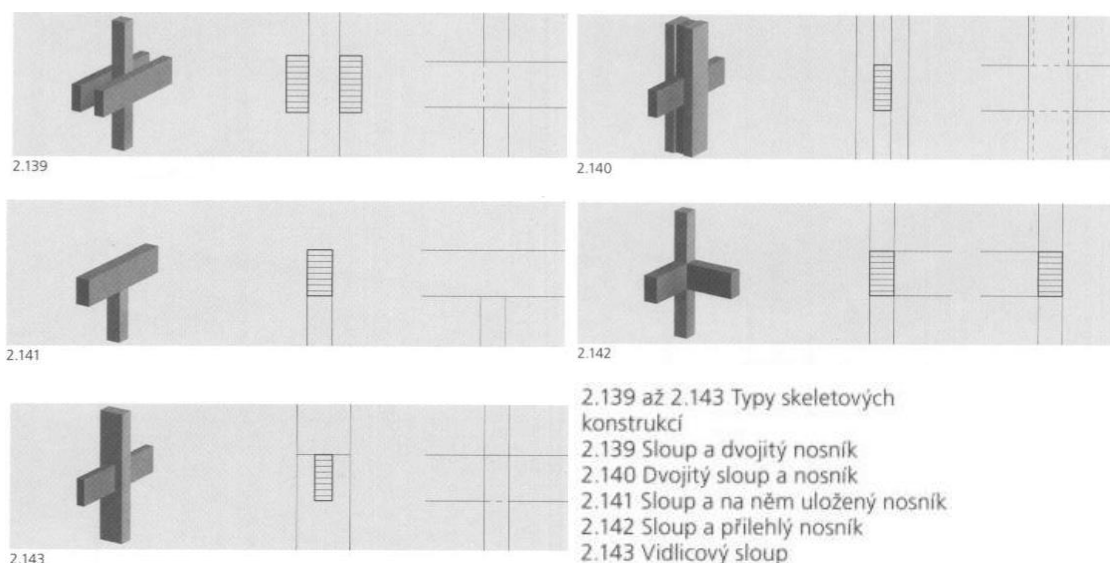 2.139
2.140
2.141
2.142
2.143
2.139 až 2.143 Typy skeletových
konstrukcí
2.139 Sloup a dvojitý nosník
2.140 Dvojitý sloup a nosník
2.141 Sloup a na něm uložený nosník
2.142 Sloup a přilehlý nosník
2.143 Vidlicový sloup